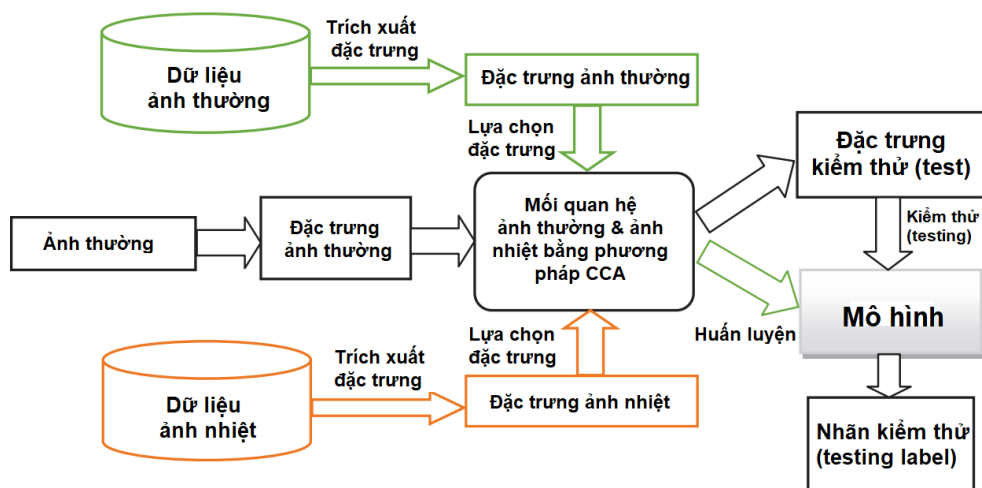 Trích xuất
đặc trưng
Dữ liệu
ảnh thường
Đặc trưng ảnh thường
Lựa chọn
đặc trưng
Đặc trưng
kiểm thử (test)
Mối quan hệ
ảnh thường & ảnh
nhiệt bằng phương
pháp CCA
Ảnh thường
Đặc trưng
ảnh thường
Kiểm thử
(testing)
Mô hình
Huấn luyện
Lựa chọn
đặc trưng
Trích xuất
đặc trưng
Dữ liệu
ảnh nhiệt
Đặc trưng ảnh nhiệt
Nhãn kiểm thử
(testing label)